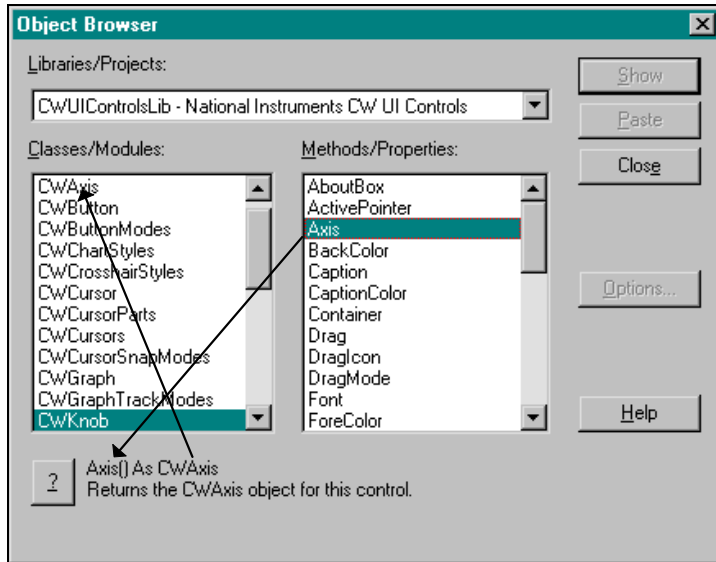 Object Browser
Libraries/Projects:
CWUIControlsLib - National Instruments CW UI Controls
Show
Paste
Close
Classes/Modules:
CWAxis
CWButton
CWButtonModes
CWChartStyles
CWCrosshairStyles
CWCursor
CWCursorParts
CWCursors
CWCursorSnapModes
CWGraph
CWGraphTrackModes
CWKnob
Methods/Properties:
AboutBox
ActivePointer
Axis
BackColor
Caption
CaptionColor
Container
Drag
DragIcon
DragMode
Font
ForeColor
Options...
Help
?
Axis() As CWAxis
Returns the CWAxis object for this control.